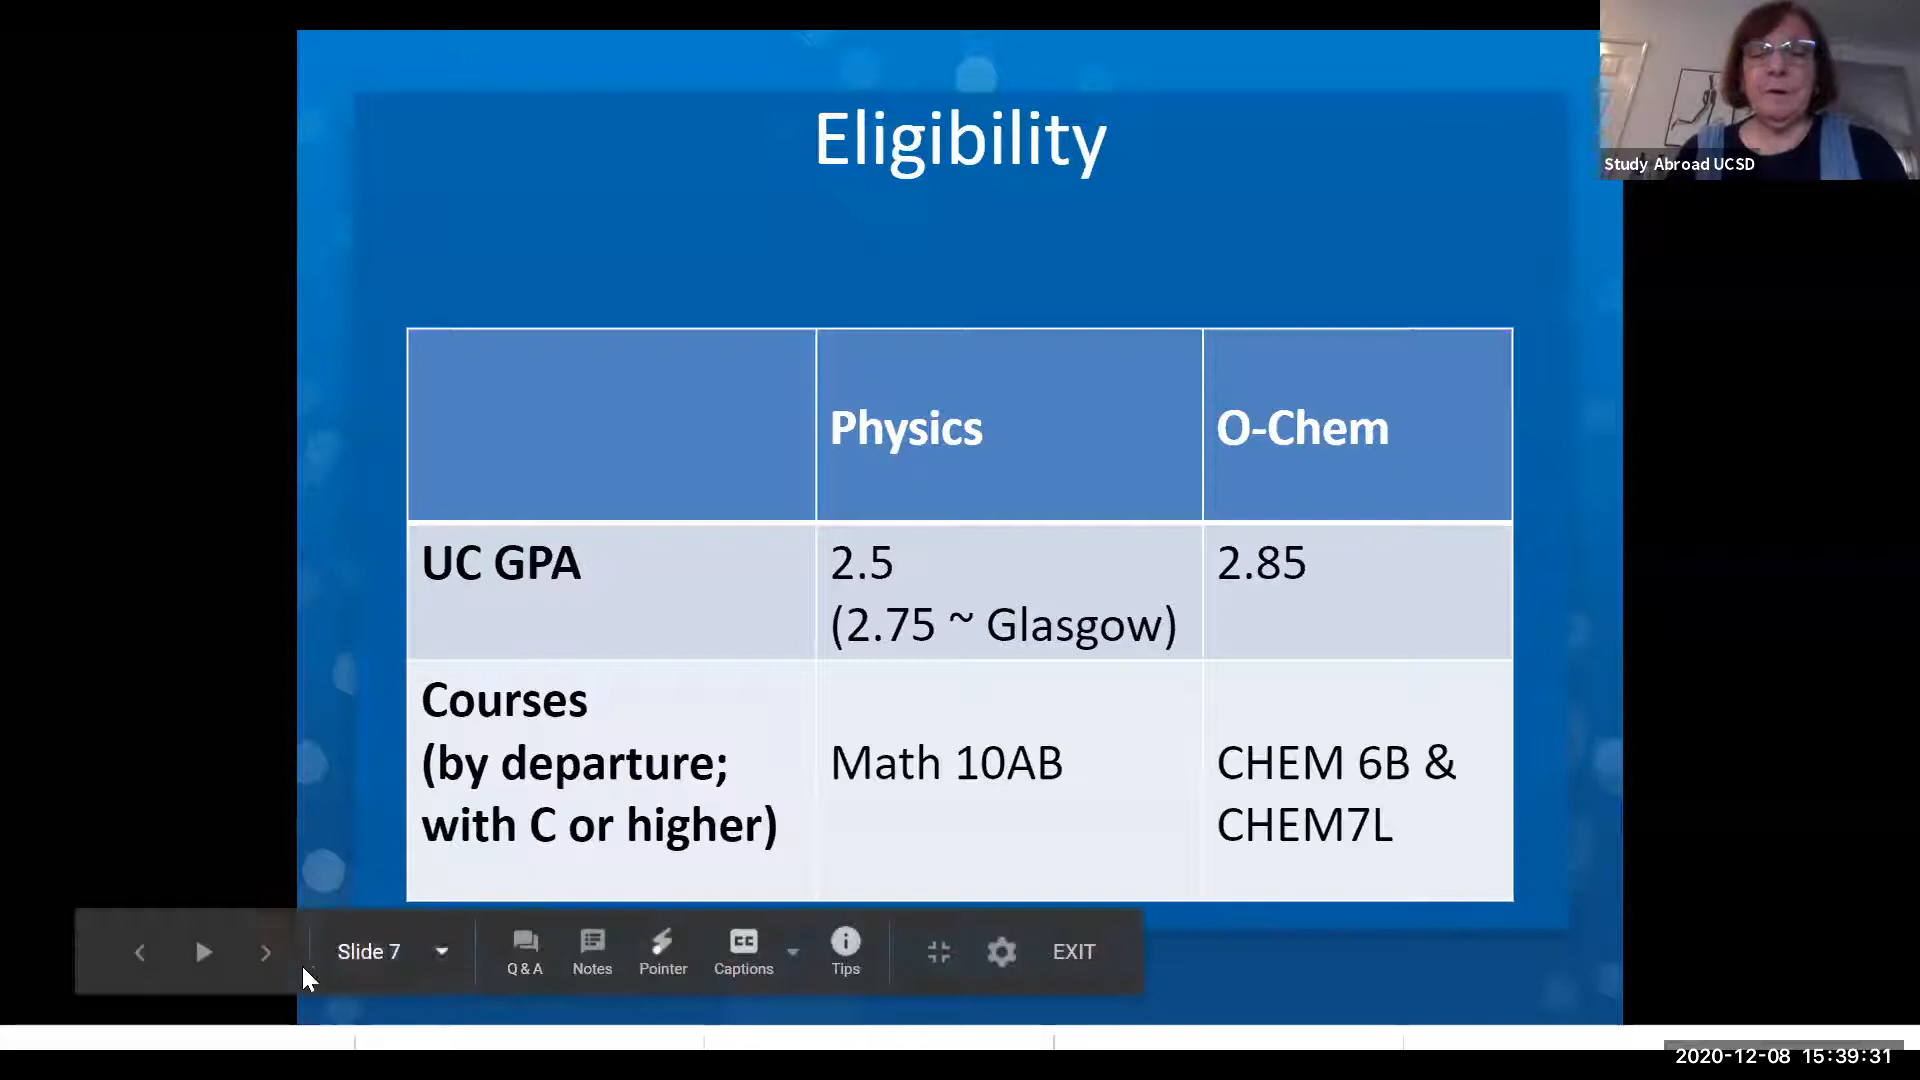 Eligibility
Study Abroad UCSD
Physics
O-Chem
UC GPA
2.5
(2.75 ~ Glasgow)
2.85
Courses
(by departure;
with C or higher)
Math 10AB
CHEM 6B &
CHEM7L
Slide 7
Q & A
Notes
Pointer
CC
Captions
Tips
EXIT
2020-12-08 15:39:31